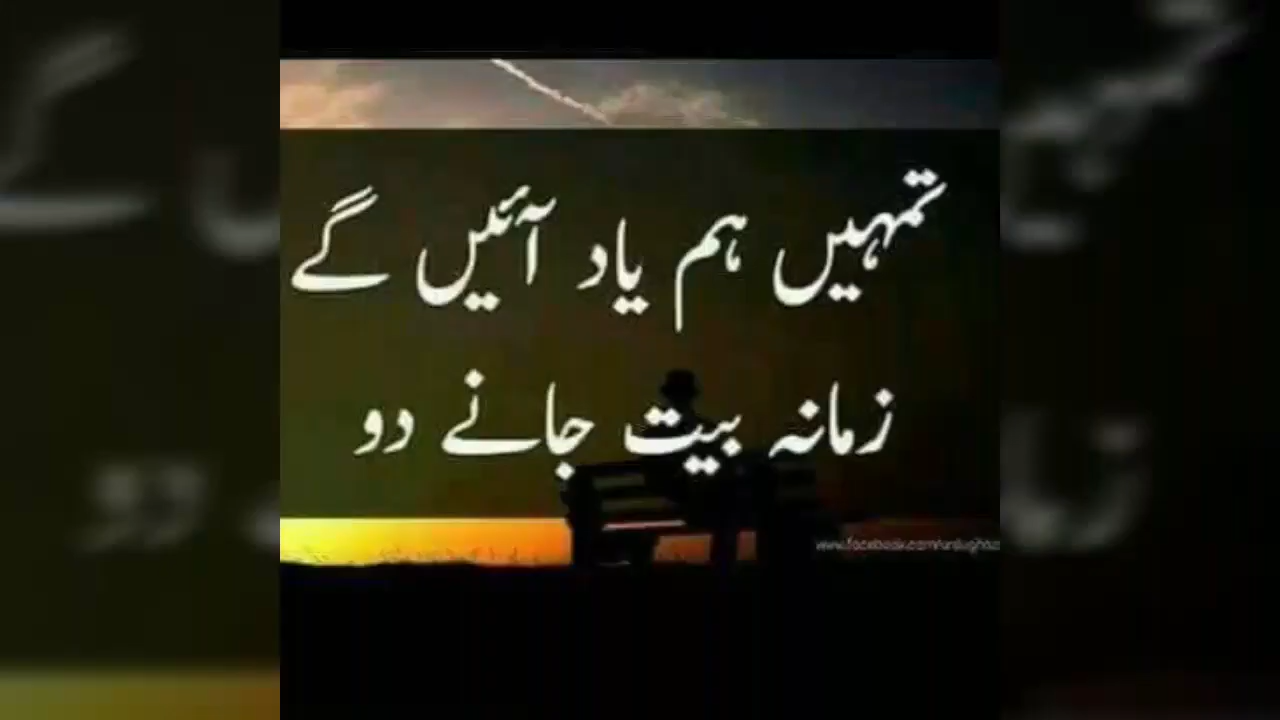 تمہیں ہم یاد آئیں گے
زمانہ بیت جانے دو